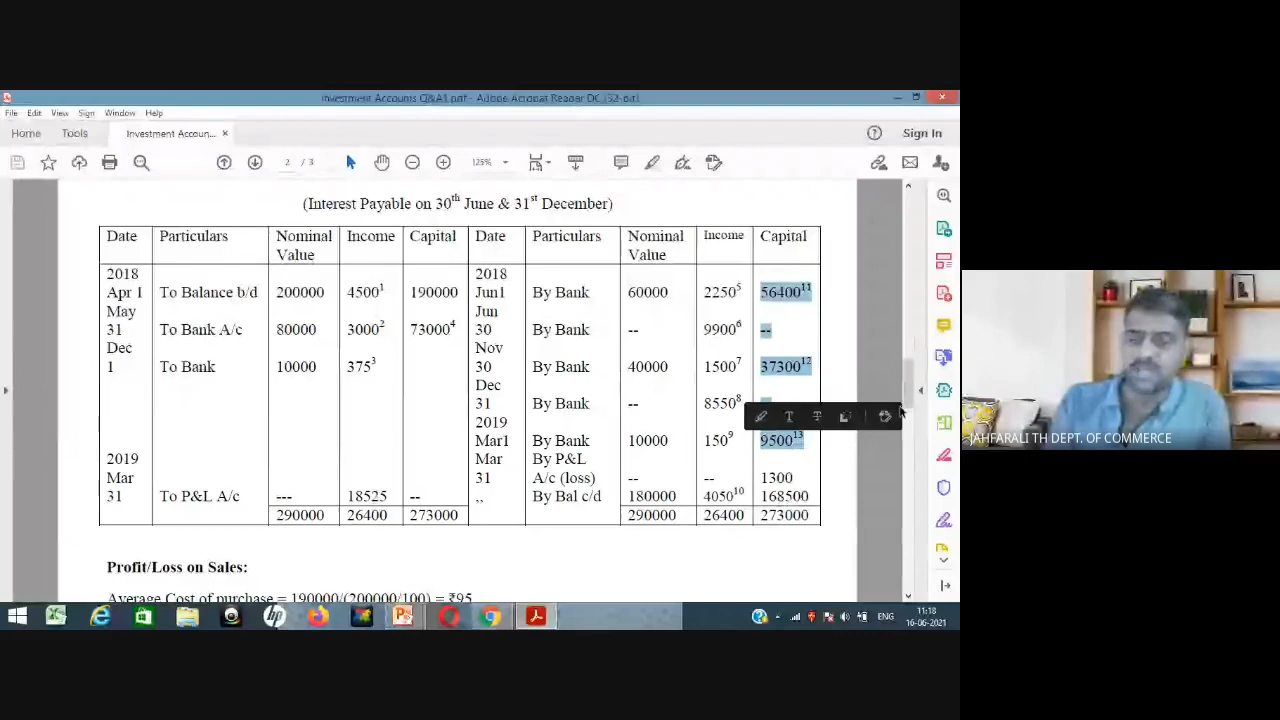 Investment Accounts Q&A1.pdf - Adobe Acrobat Reader DC (32-bit)
File Edit View Sign Window Help
Home Tools Investment Accoun... × Sign In
2 / 3 125%
(Interest Payable on 30th June & 31st December)
Date Particulars Nominal Value Income Capital Date Particulars Nominal Value Income Capital
2018 2018
Apr 1 To Balance b/d 200000 4500¹ 190000 Jun1 By Bank 60000 2250⁵ 56400¹¹
May Jun
31 To Bank A/c 80000 3000² 73000⁴ 30 By Bank -- 9900⁶ --
Dec Nov
1 To Bank 10000 375³ 30 By Bank 40000 1500⁷ 37300¹²
Dec
31 By Bank -- 8550⁸
2019
Mar1 By Bank 10000 150⁹ 9500¹³
2019 Mar By P&L
Mar 31 A/c (loss) -- -- 1300
31 To P&L A/c --- 18525 -- ,, By Bal c/d 180000 4050¹⁰ 168500
290000 26400 273000 290000 26400 273000
Profit/Loss on Sales:
Average Cost of purchase = 190000/(200000/100) = ₹95
JAHFARALI TH DEPT. OF COMMERCE
ENG
11:18
16-06-2021